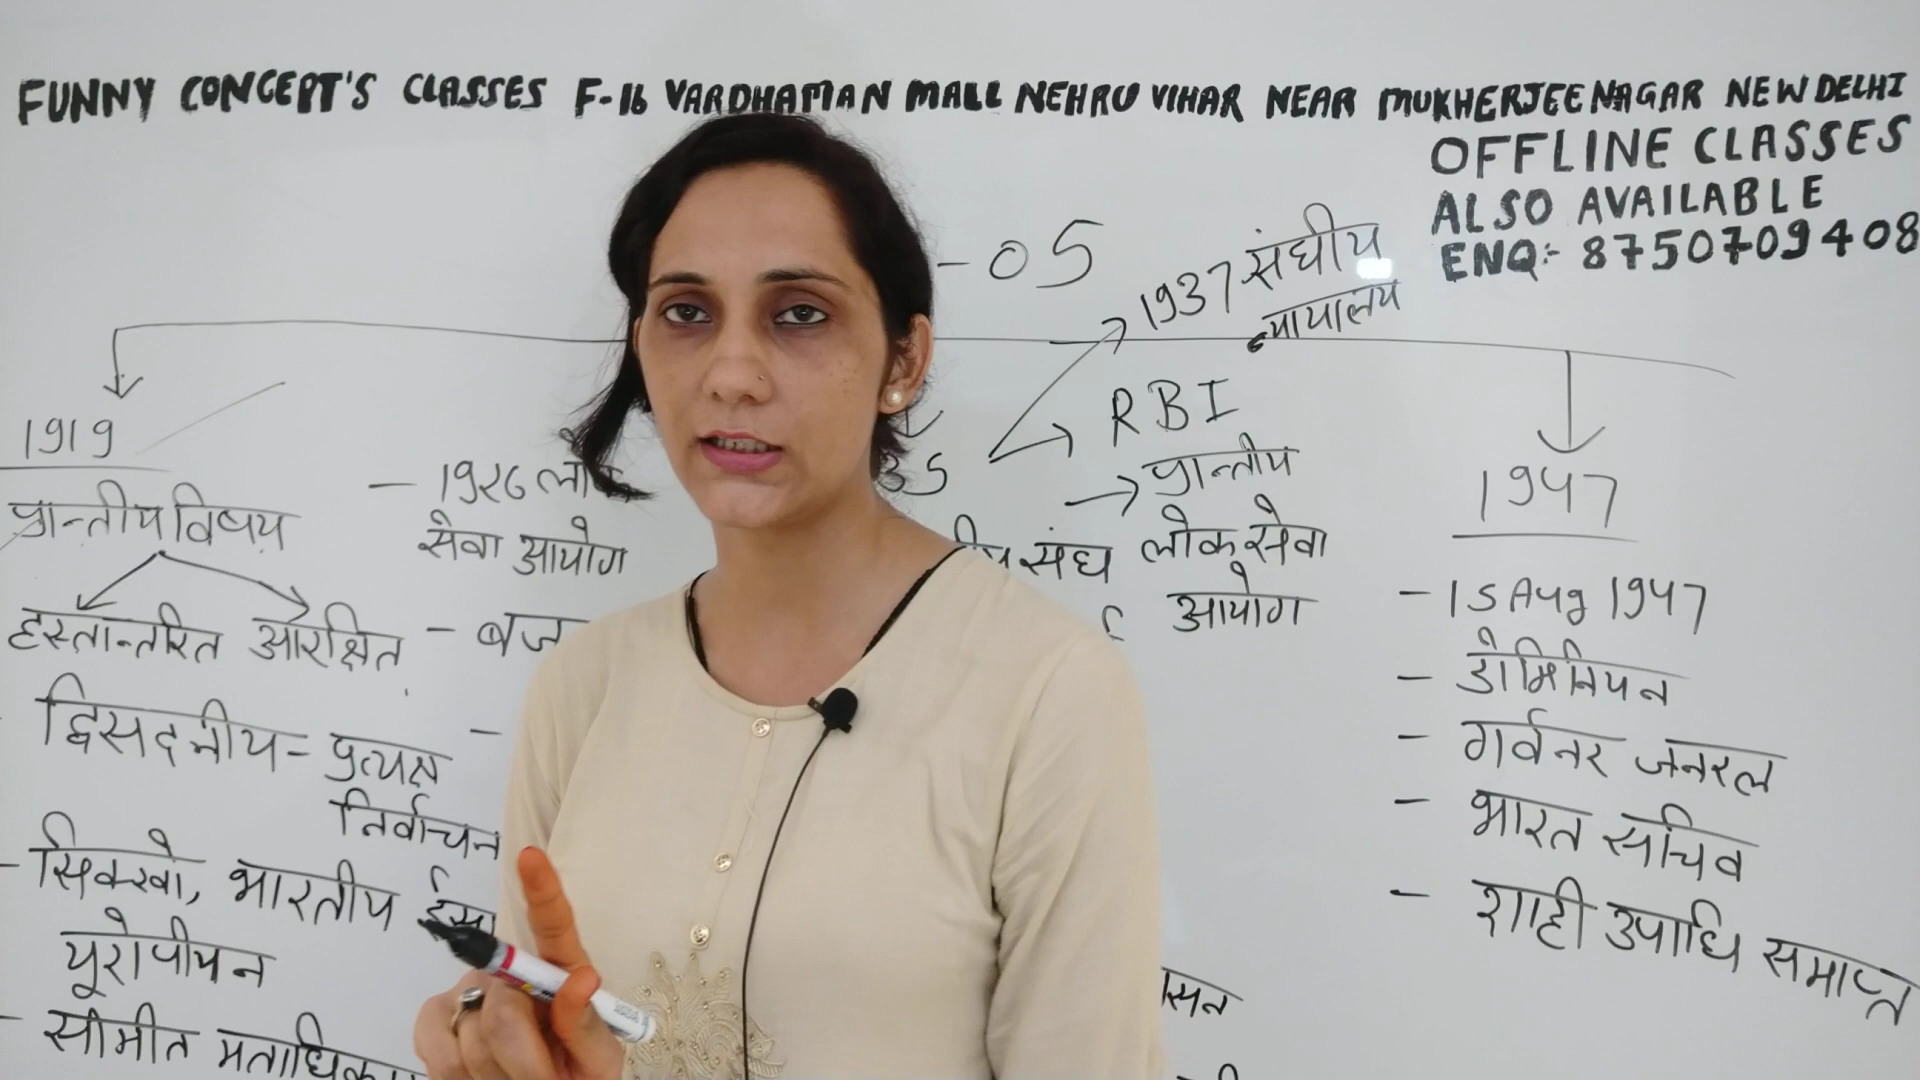 FUNNY CONCEPT'S CLASSES F-16 VARDHAMAN MALL NEHRU VIHAR NEAR MUKHERJEE NAGAR NEW DELHI
OFFLINE CLASSES
ALSO AVAILABLE
ENQ:- 8750709408
- 05
1919
प्रान्तीय विषय
हस्तान्तरित आरक्षित
द्विसदनीय - प्रत्यक्ष
निर्वाचन
- सिक्खो, भारतीय
यूरोपीयन
- सीमीत
- 1926
सेवा आयोग
-
-
→ 1937 संघीय
न्यायालय
→ RBI
→ प्रान्तीय
लोक सेवा
आयोग
संघ
1947
- 15 Aug 1947
- डोमिनियन
- गर्वनर जनरल
- भारत सचिव
- शाही उपाधि समाप्त